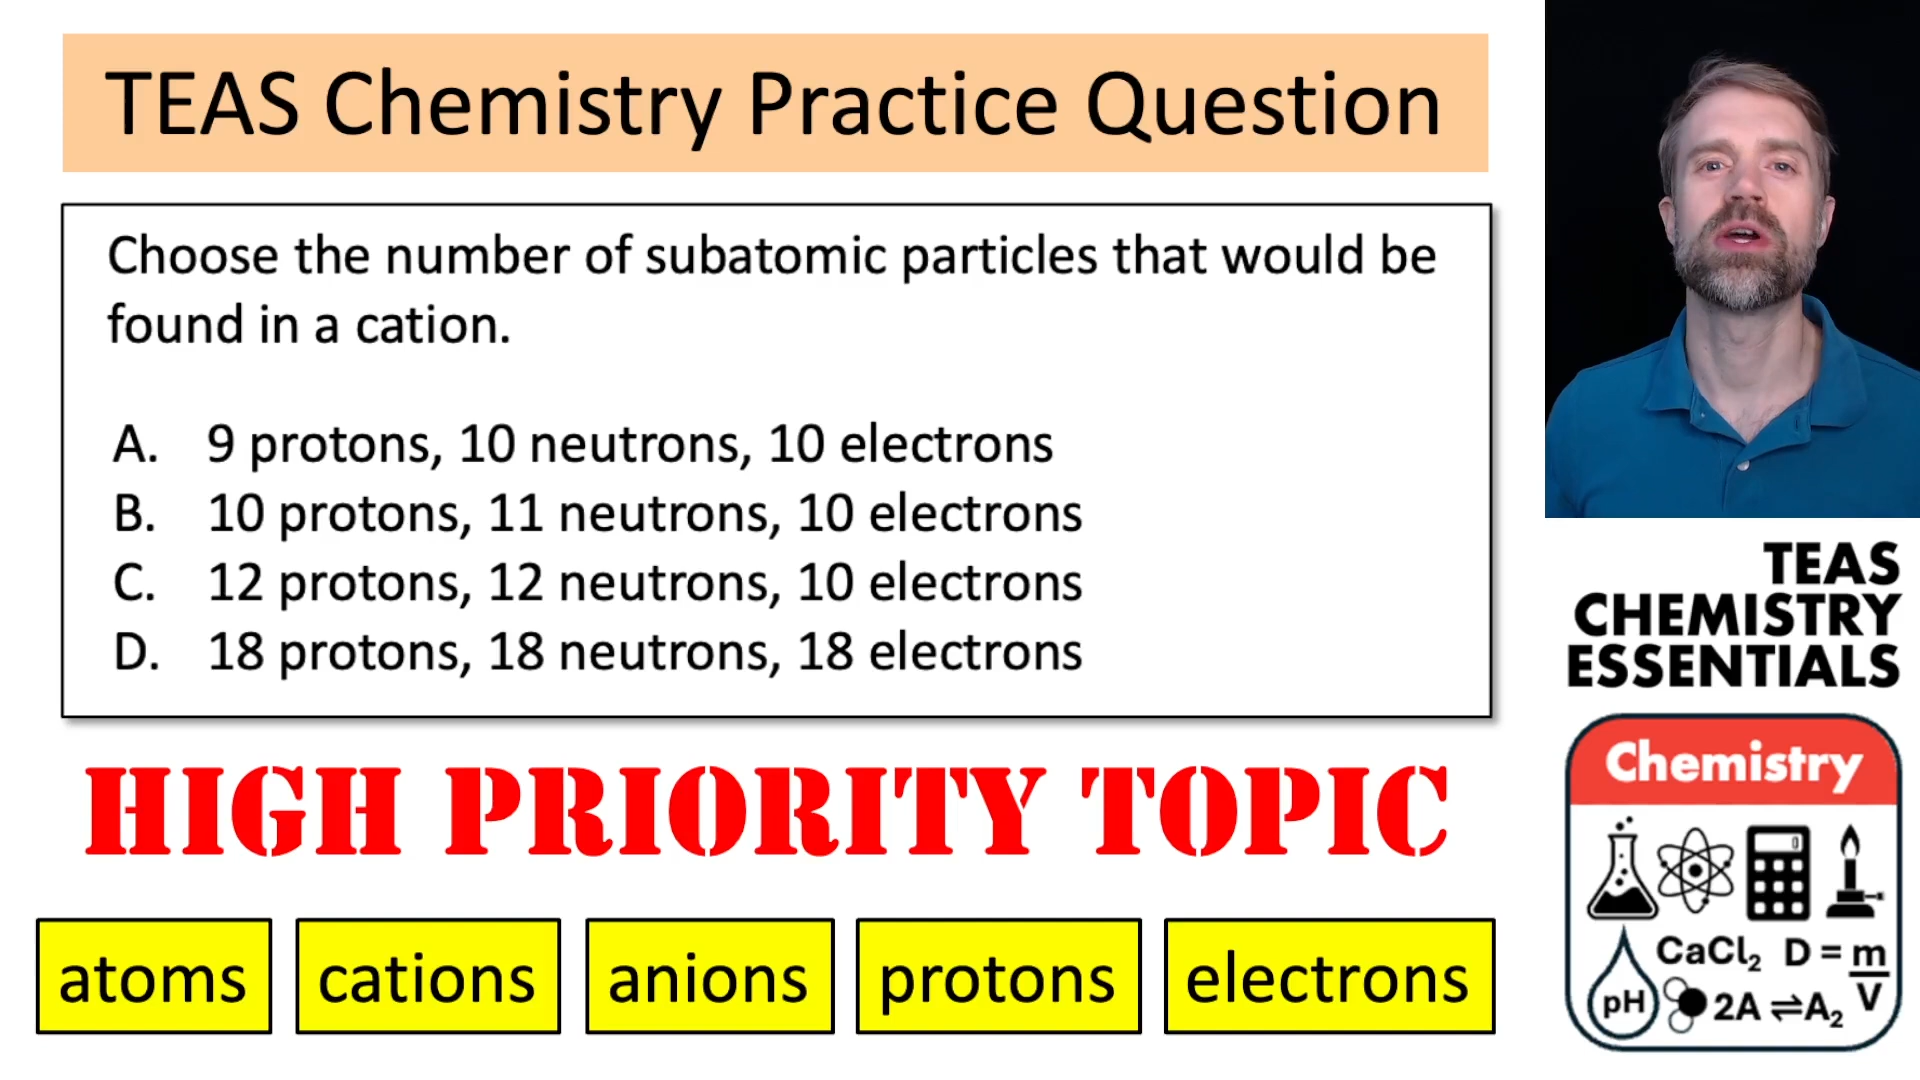 TEAS Chemistry Practice Question
Choose the number of subatomic particles that would be
found in a cation.
A. 9 protons, 10 neutrons, 10 electrons
B. 10 protons, 11 neutrons, 10 electrons
C. 12 protons, 12 neutrons, 10 electrons
D. 18 protons, 18 neutrons, 18 electrons
HIGH PRIORITY TOPIC
atoms
cations
anions
protons
electrons
TEAS
CHEMISTRY
ESSENTIALS
Chemistry
0
CaCl₂ D = m/V
pH
2A ⇌ A₂